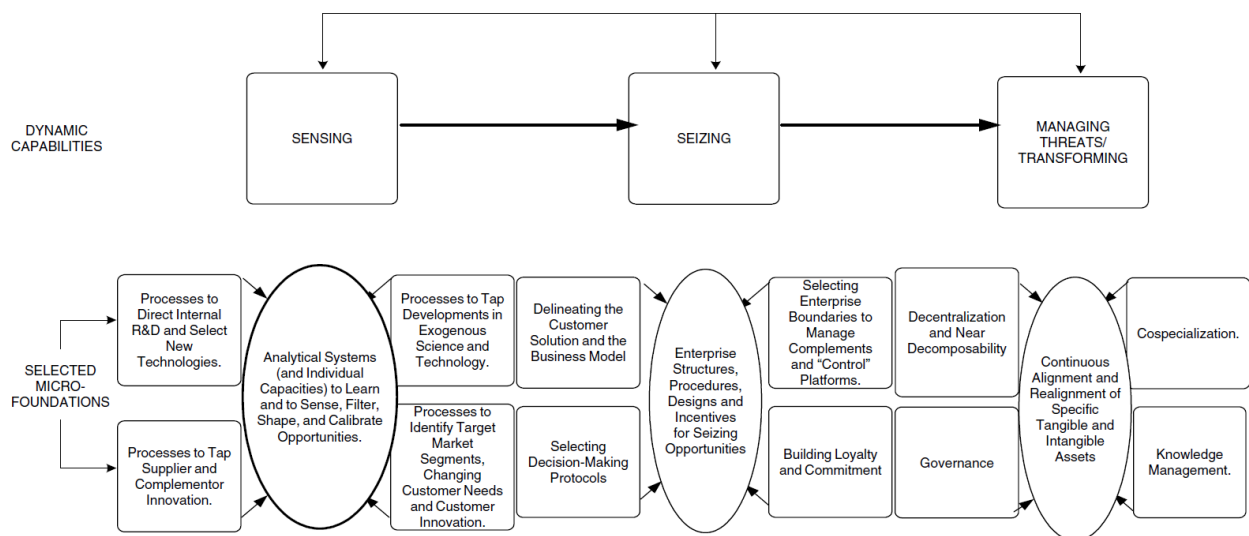 DYNAMIC
CAPABILITIES
SENSING
SEIZING
MANAGING
THREATS/
TRANSFORMING
SELECTED
MICRO-
FOUNDATIONS
Processes to
Direct Internal
R&D and Select
New
Technologies.
Processes to Tap
Supplier and
Complementor
Innovation.
Analytical Systems
(and Individual
Capacities) to Learn
and to Sense, Filter,
Shape, and Calibrate
Opportunities.
Processes to Tap
Developments in
Exogenous
Science and
Technology.
Processes to
Identify Target
Market
Segments,
Changing
Customer Needs
and Customer
Innovation.
Delineating the
Customer
Solution and the
Business Model
Selecting
Decision-Making
Protocols
Enterprise
Structures,
Procedures,
Designs and
Incentives
for Seizing
Opportunities
Selecting
Enterprise
Boundaries to
Manage
Complements
and “Control”
Platforms.
Building Loyalty
and Commitment
Decentralization
and Near
Decomposability
Governance
Continuous
Alignment and
Realignment of
Specific
Tangible and
Intangible
Assets
Cospecialization.
Knowledge
Management.